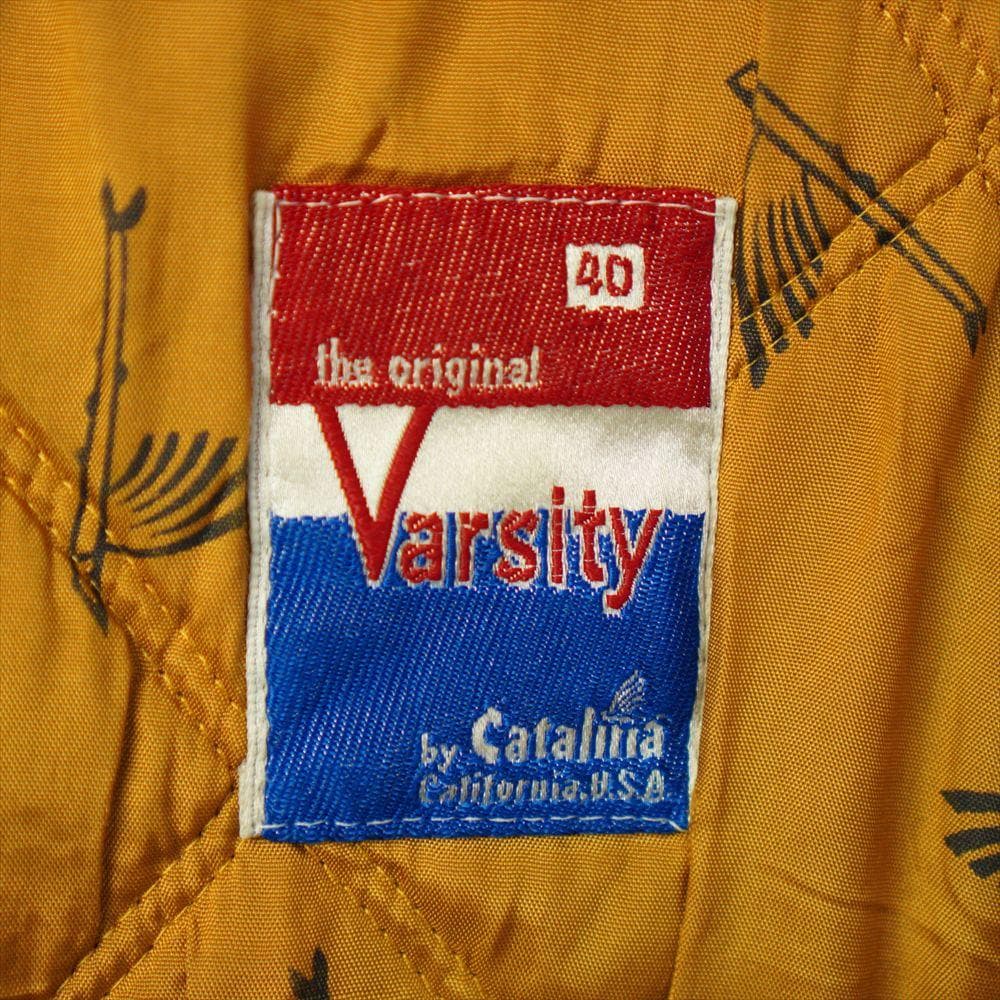 40
the original
Varsity
by Catalina
California, U.S.A.